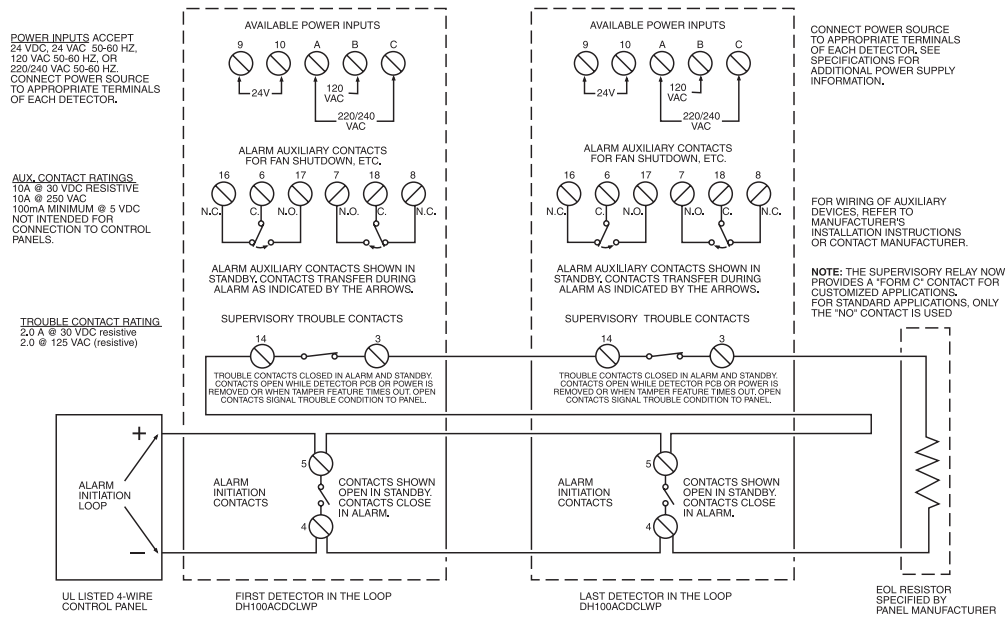 POWER INPUTS ACCEPT
24 VDC, 24 VAC 50-60 HZ,
120 VAC 50-60 HZ, OR
220/240 VAC 50-60 HZ.
CONNECT POWER SOURCE
TO APPROPRIATE TERMINALS
OF EACH DETECTOR.
AVAILABLE POWER INPUTS
9 10 A B C
24V
120
VAC
220/240
VAC
AVAILABLE POWER INPUTS
9 10 A B C
24V
120
VAC
220/240
VAC
CONNECT POWER SOURCE
TO APPROPRIATE TERMINALS
OF EACH DETECTOR. SEE
SPECIFICATIONS FOR
ADDITIONAL POWER SUPPLY
INFORMATION.
AUX. CONTACT RATINGS
10A @ 30 VDC RESISTIVE
10A @ 250 VAC
100mA MINIMUM @ 5 VDC
NOT INTENDED FOR
CONNECTION TO CONTROL
PANELS.
ALARM AUXILIARY CONTACTS
FOR FAN SHUTDOWN, ETC.
16 6 17 7 18 8
N.C. C. N.O. N.O. C. N.C.
ALARM AUXILIARY CONTACTS SHOWN IN
STANDBY. CONTACTS TRANSFER DURING
ALARM AS INDICATED BY THE ARROWS.
ALARM AUXILIARY CONTACTS
FOR FAN SHUTDOWN, ETC.
16 6 17 7 18 8
N.C. C. N.O. N.O. C. N.C.
ALARM AUXILIARY CONTACTS SHOWN IN
STANDBY. CONTACTS TRANSFER DURING
ALARM AS INDICATED BY THE ARROWS.
FOR WIRING OF AUXILIARY
DEVICES, REFER TO
MANUFACTURER'S
INSTALLATION INSTRUCTIONS
OR CONTACT MANUFACTURER.
NOTE: THE SUPERVISORY RELAY NOW
PROVIDES A "FORM C" CONTACT FOR
CUSTOMIZED APPLICATIONS.
FOR STANDARD APPLICATIONS, ONLY
THE "NO" CONTACT IS USED
TROUBLE CONTACT RATING
2.0 A @ 30 VDC resistive
2.0 @ 125 VAC (resistive)
SUPERVISORY TROUBLE CONTACTS
14 3
TROUBLE CONTACTS CLOSED IN ALARM AND STANDBY.
CONTACTS OPEN WHILE DETECTOR PCB OR POWER IS
REMOVED OR WHEN TAMPER FEATURE TIMES OUT. OPEN
CONTACTS SIGNAL TROUBLE CONDITION TO PANEL.
SUPERVISORY TROUBLE CONTACTS
14 3
TROUBLE CONTACTS CLOSED IN ALARM AND STANDBY.
CONTACTS OPEN WHILE DETECTOR PCB OR POWER IS
REMOVED OR WHEN TAMPER FEATURE TIMES OUT. OPEN
CONTACTS SIGNAL TROUBLE CONDITION TO PANEL.
+
ALARM
INITIATION
LOOP
−
UL LISTED 4-WIRE
CONTROL PANEL
ALARM
INITIATION
CONTACTS
5
4
CONTACTS SHOWN
OPEN IN STANDBY.
CONTACTS CLOSE
IN ALARM.
FIRST DETECTOR IN THE LOOP
DH100ACDCLWP
ALARM
INITIATION
CONTACTS
5
4
CONTACTS SHOWN
OPEN IN STANDBY.
CONTACTS CLOSE
IN ALARM.
LAST DETECTOR IN THE LOOP
DH100ACDCLWP
EOL RESISTOR
SPECIFIED BY
PANEL MANUFACTURER